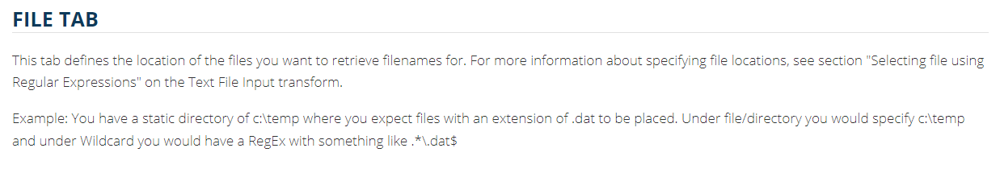 FILE TAB
This tab defines the location of the files you want to retrieve filenames for. For more information about specifying file locations, see section "Selecting file using
Regular Expressions" on the Text File Input transform.
Example: You have a static directory of c:\temp where you expect files with an extension of .dat to be placed. Under file/directory you would specify c:\temp
and under Wildcard you would have a RegEx with something like .*\.dat$